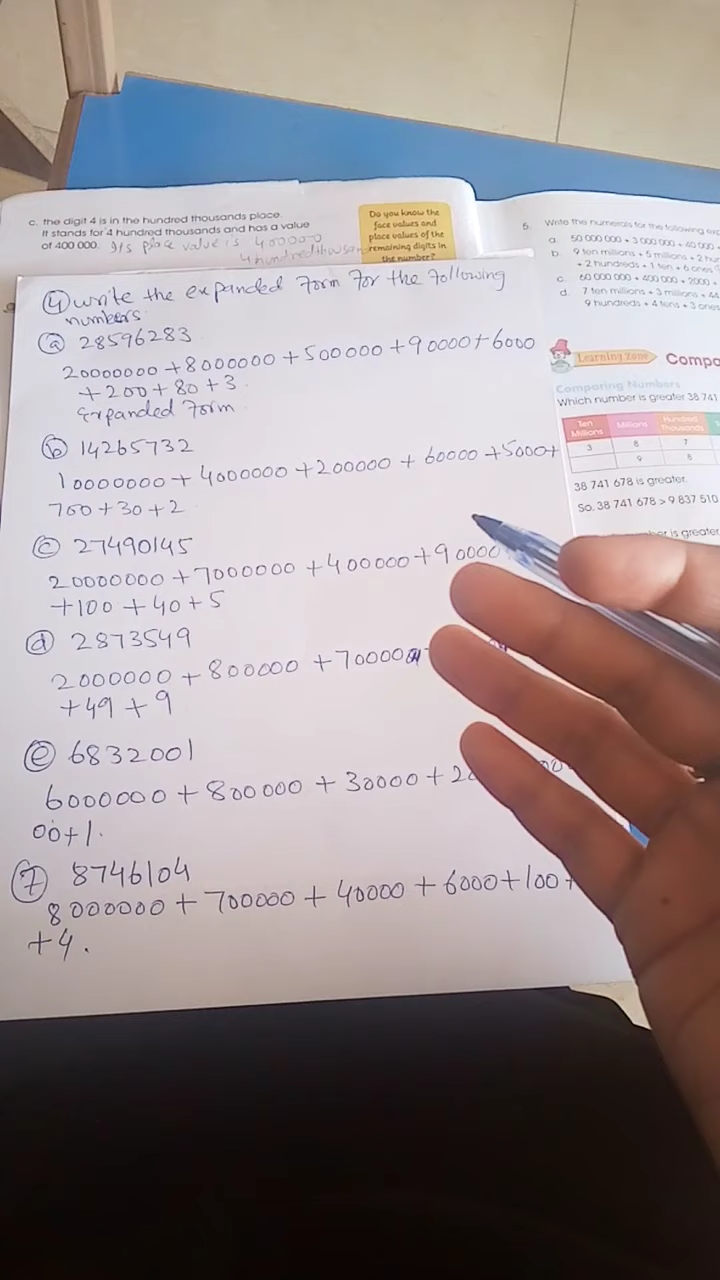 c. the digit 4 is in the hundred thousands place.
It stands for 4 hundred thousands and has a value
of 400 000. Its place value is 400000
4 hundred thousan
Do you know the
face values and
place values of the
remaining digits in
the number?
④ write the expanded form for the following
numbers
ⓐ 28596283
20000000 + 8000000 + 500000 + 90000 + 6000
+ 200 + 80 + 3
expanded form
ⓑ 14265732
10000000 + 4000000 + 200000 + 60000 + 5000 +
700 + 30 + 2
ⓒ 27490145
20000000 + 7000000 + 400000 + 90000
+ 100 + 40 + 5
ⓓ 2873549
2000000 + 800000 + 70000
+ 49 + 9
ⓔ 6832001
6000000 + 800000 + 30000 + 20
00 + 1.
⑦ 8746104
8000000 + 700000 + 40000 + 6000 + 100 +
+ 4.
5. Write the numerals for the following
a. 50 000 000 + 3 000 000 + 40 000
b. 9 ten millions + 5 millions + 2
+ 2 hundreds + 1 ten + 6 ones
c. 60 000 000 + 400 000 + 2000 +
d. 7 ten millions + 3 millions + 44
9 hundreds + 4 tens + 3 ones
Learning Zone
Compa
Comparing Numbers
Which number is greater 38 741
Ten Millions
Millions
Hundred Thousands
3 8 7
9 8
38 741 678 is greater.
So, 38 741 678 > 9 837 510
is greater